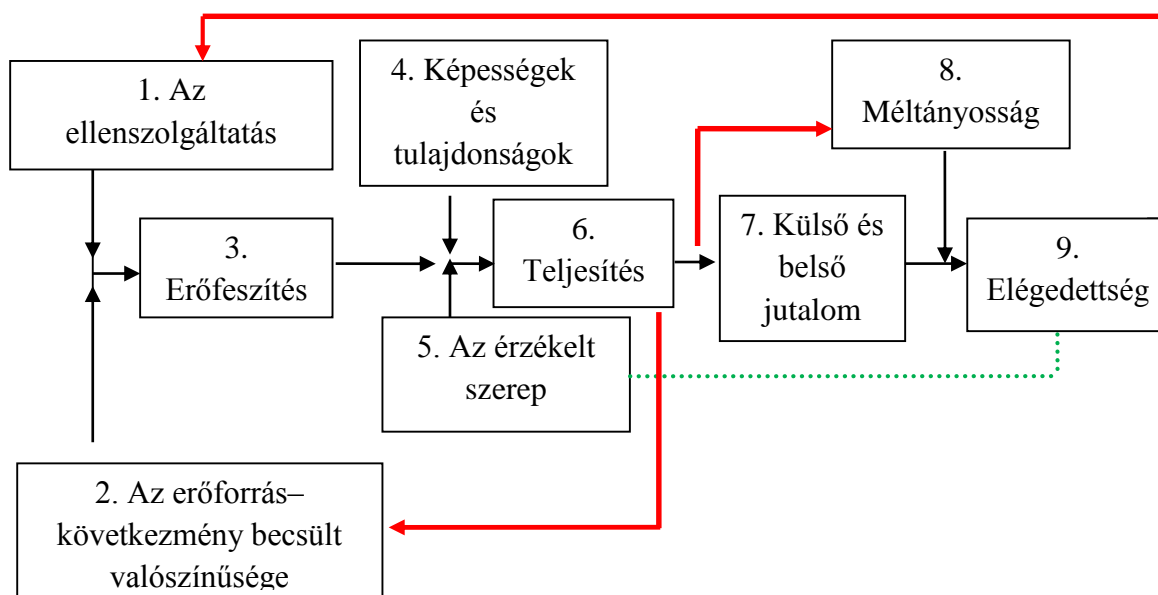 1. Az
ellenszolgáltatás
2. Az erőforrás–
következmény becsült
valószínűsége
3.
Erőfeszítés
4. Képességek
és
tulajdonságok
5. Az érzékelt
szerep
6.
Teljesítés
7. Külső és
belső
jutalom
8.
Méltányosság
9.
Elégedettség